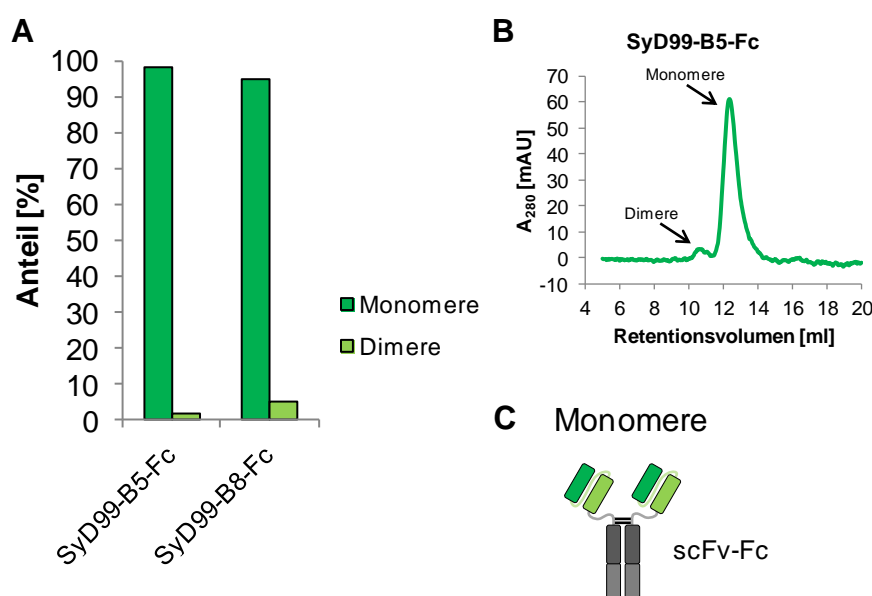 A
100
90
80
70
60
50
40
30
20
10
0
Anteil [%]
SyD99-B5-Fc
SyD99-B8-Fc
Monomere
Dimere
B
SyD99-B5-Fc
Monomere
Dimere
70
60
50
40
30
20
10
0
-10
A280 [mAU]
4 6 8 10 12 14 16 18 20
Retentionsvolumen [ml]
C Monomere
scFv-Fc